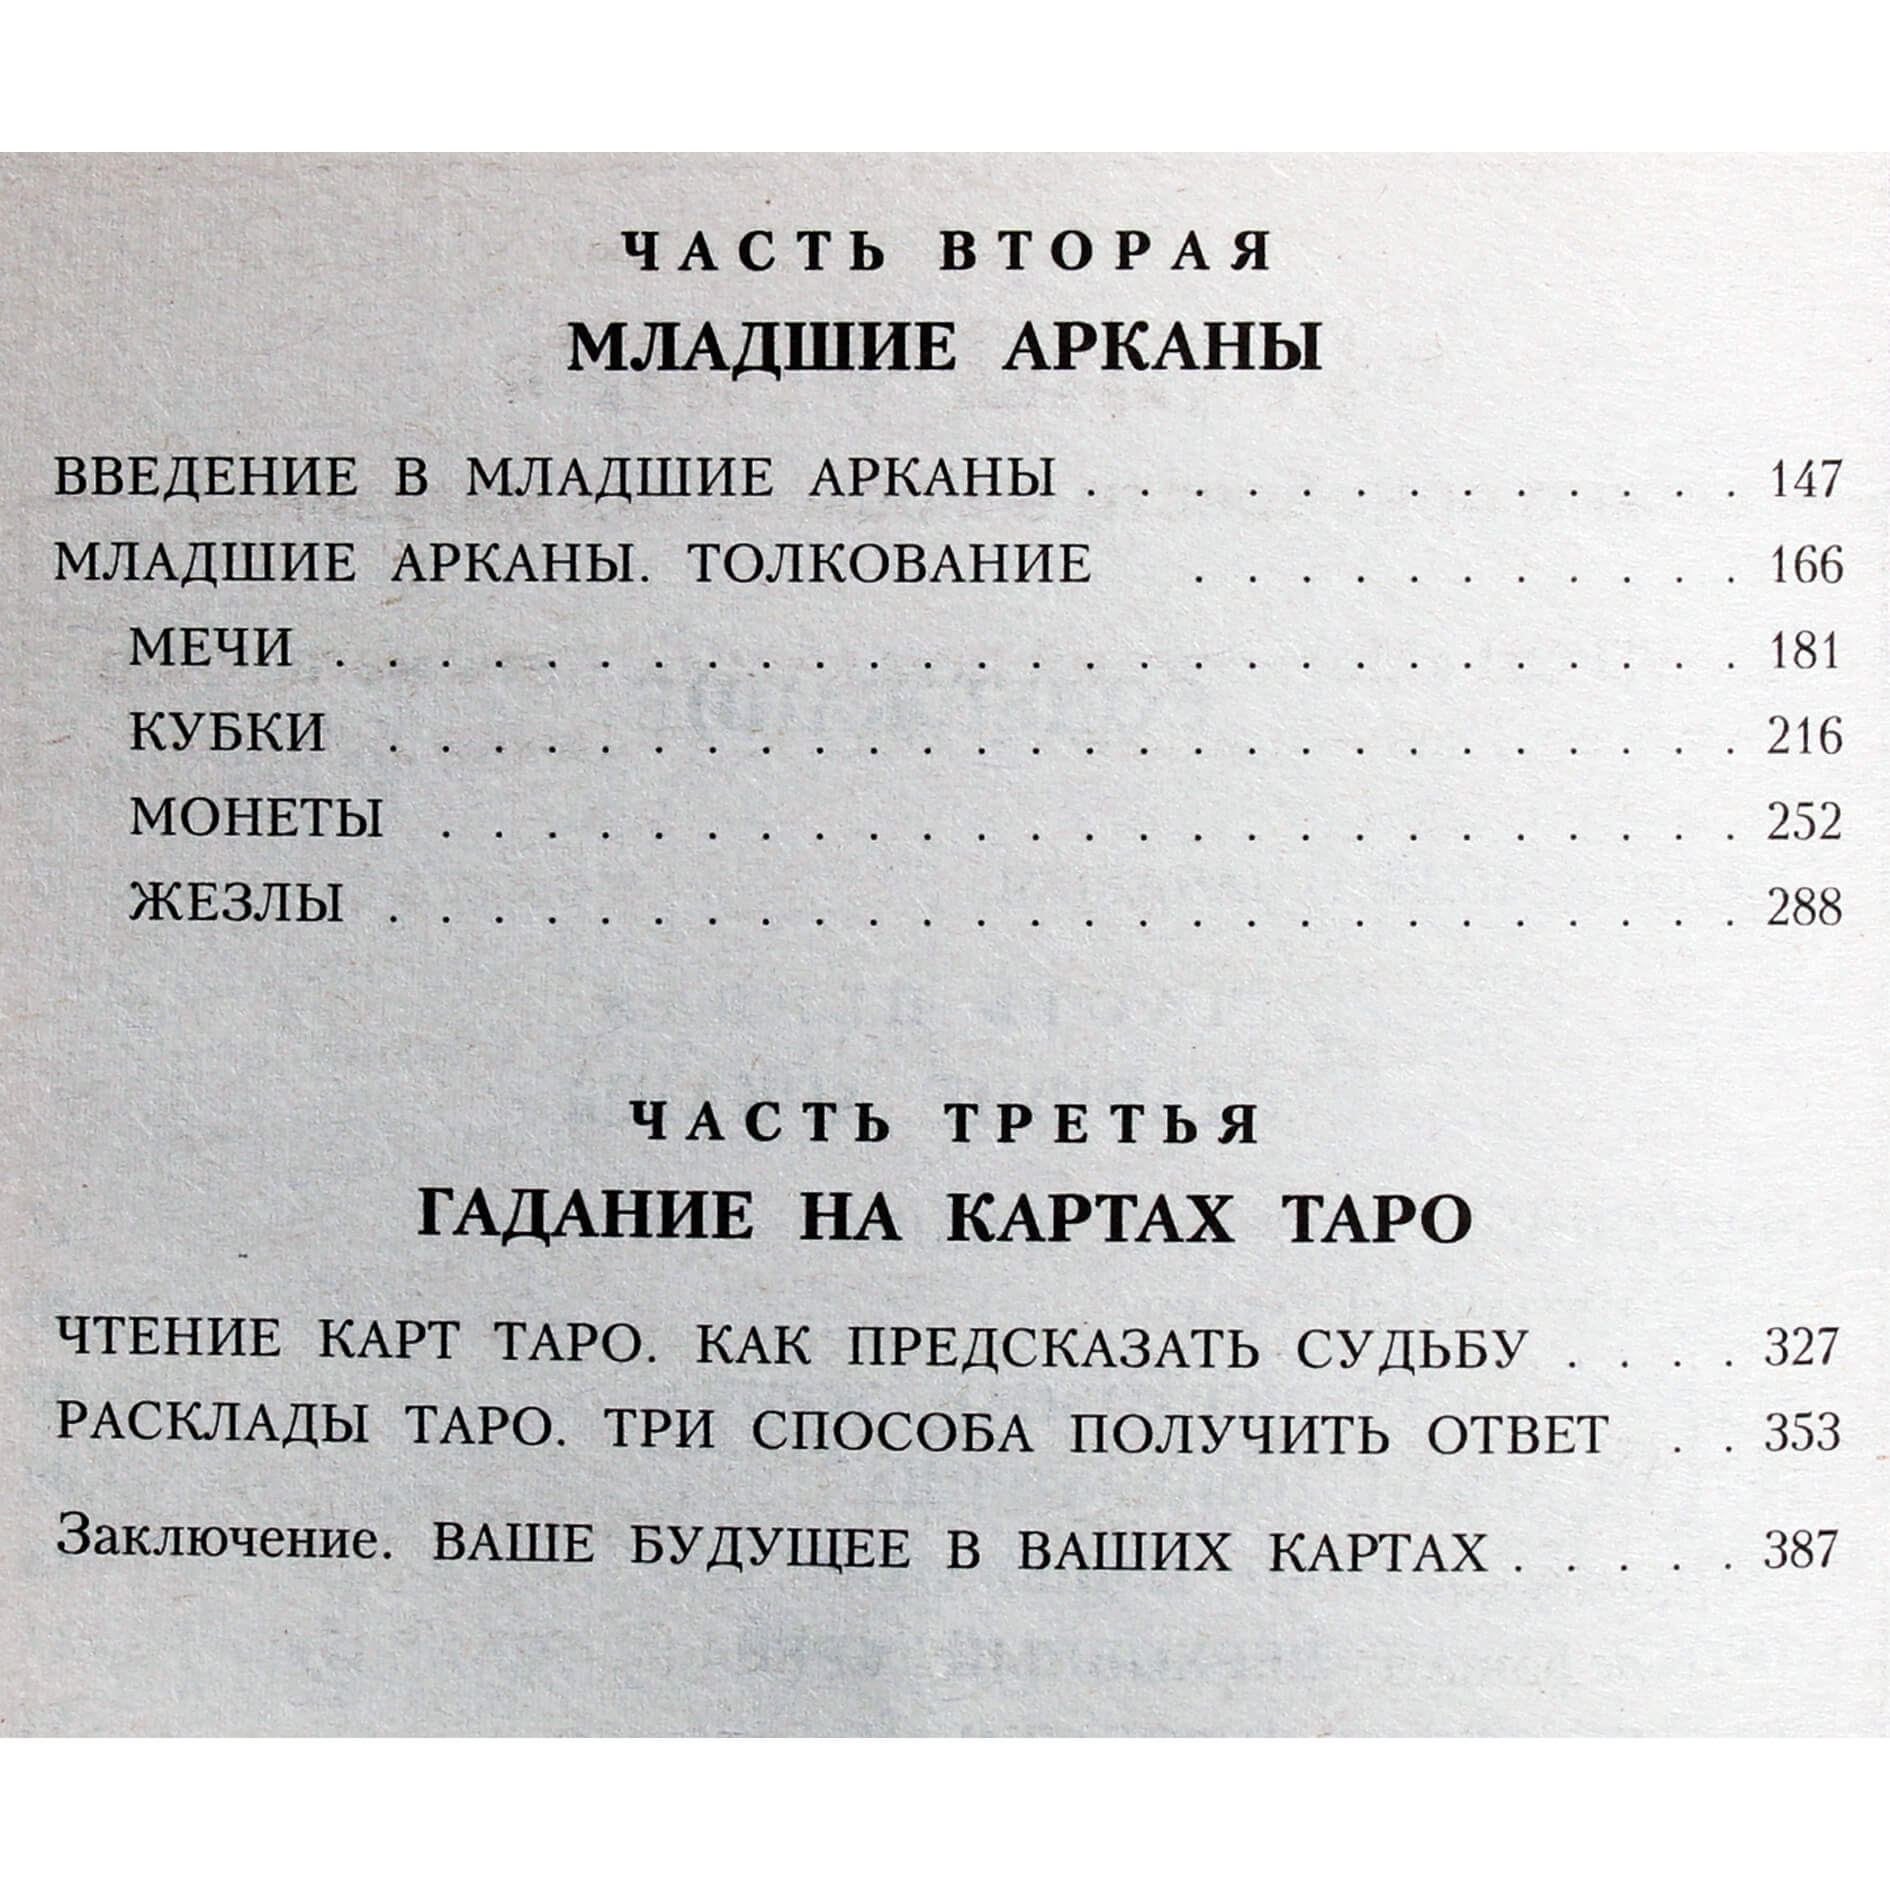 ЧАСТЬ ВТОРАЯ
МЛАДШИЕ АРКАНЫ
ВВЕДЕНИЕ В МЛАДШИЕ АРКАНЫ . . . . . . . . . . . . . 147
МЛАДШИЕ АРКАНЫ. ТОЛКОВАНИЕ . . . . . . . . . . . 166
МЕЧИ . . . . . . . . . . . . . . . . . . . . . . . . . . . 181
КУБКИ . . . . . . . . . . . . . . . . . . . . . . . . . . 216
МОНЕТЫ . . . . . . . . . . . . . . . . . . . . . . . . . 252
ЖЕЗЛЫ . . . . . . . . . . . . . . . . . . . . . . . . . . 288
ЧАСТЬ ТРЕТЬЯ
ГАДАНИЕ НА КАРТАХ ТАРО
ЧТЕНИЕ КАРТ ТАРО. КАК ПРЕДСКАЗАТЬ СУДЬБУ . . . . 327
РАСКЛАДЫ ТАРО. ТРИ СПОСОБА ПОЛУЧИТЬ ОТВЕТ . . 353
Заключение. ВАШЕ БУДУЩЕЕ В ВАШИХ КАРТАХ . . . . . 387